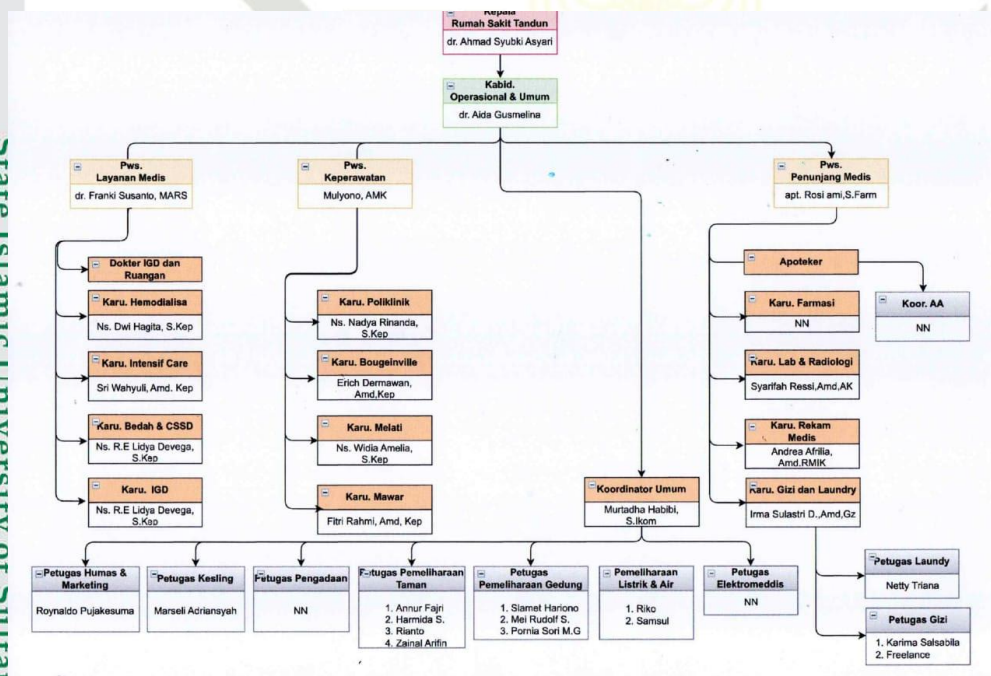 Kepala
Rumah Sakit Tandun
dr. Ahmad Syubki Asyari
Kabid.
Operasional & Umum
dr. Aida Gusmelina
Pws.
Layanan Medis
dr. Franki Susanto, MARS
Pws.
Keperawatan
Mulyono, AMK
Pws.
Penunjang Medis
apt. Rosi ami,S.Farm
Dokter IGD dan
Ruangan
Karu. Hemodialisa
Ns. Dwi Hagita, S.Kep
Karu. Intensif Care
Sri Wahyuli, Amd. Kep
Karu. Bedah & CSSD
Ns. R.E Lidya Devega,
S.Kep
Karu. IGD
Ns. R.E Lidya Devega,
S.Kep
Karu. Poliklinik
Ns. Nadya Rinanda,
S.Kep
Karu. Bougeinville
Erich Dermawan,
Amd,Kep
Karu. Melati
Ns. Widia Amelia,
S.Kep
Karu. Mawar
Fitri Rahmi, Amd, Kep
Apoteker
Karu. Farmasi
NN
Koor. AA
NN
Karu. Lab & Radiologi
Syarifah Ressi,Amd,AK
Karu. Rekam
Medis
Andrea Afrilia,
Amd.RMIK
Karu. Gizi dan Laundry
Irma Sulastri D.,Amd,Gz
Koordinator Umum
Murtadha Habibi,
S.Ikom
Petugas Humas &
Marketing
Roynaldo Pujakesuma
Petugas Kesling
Marseli Adriansyah
Petugas Pengadaan
NN
Petugas Pemeliharaan
Taman
1. Annur Fajri
2. Harmida S.
3. Rianto
4. Zainal Arifin
Petugas
Pemeliharaan Gedung
1. Slamet Hariono
2. Mei Rudolf S.
3. Pornia Sori M.G
Pemeliharaan
Listrik & Air
1. Riko
2. Samsul
Petugas
Elektromeddis
NN
Petugas Laundy
Netty Triana
Petugas Gizi
1. Karima Salsabila
2. Freelance
State Islamic University of